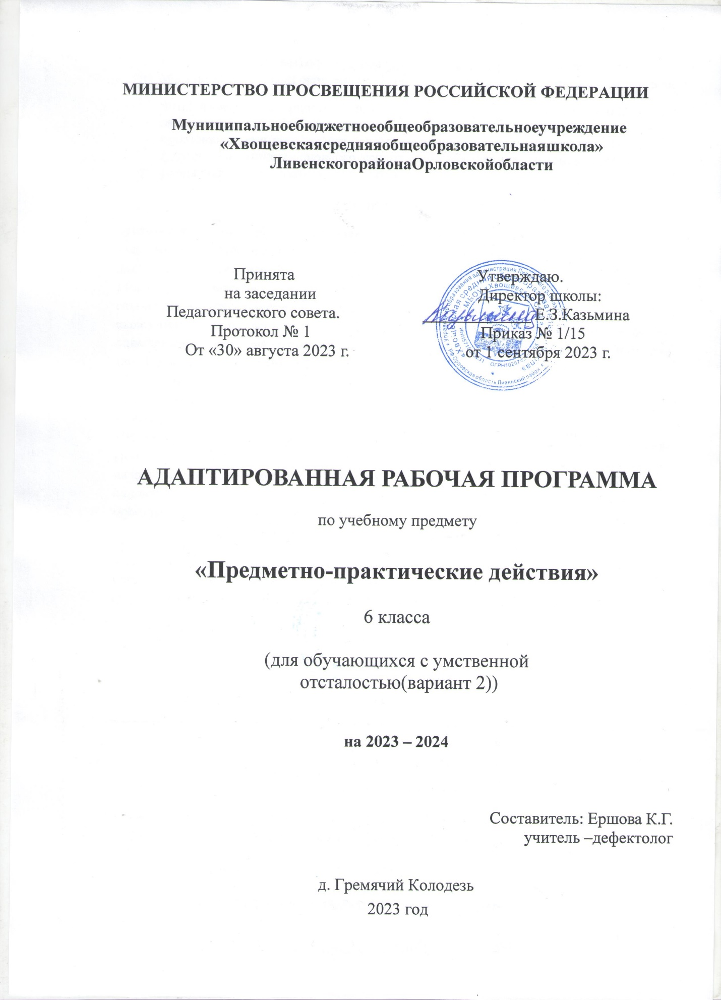 МИНИСТЕРСТВО ПРОСВЕЩЕНИЯ РОССИЙСКОЙ ФЕДЕРАЦИИ
Муниципальноебюджетноеобщеобразовательноеучреждение
«Хвощевскаясредняяобщеобразовательнаяшкола»
ЛивенскогорайонаОрловскойобласти
Принята
на заседании
Педагогического совета.
Протокол № 1
От «30» августа 2023 г.
Утверждаю.
Директор школы:
Е.З.Казьмина
Приказ № 1/15
от 1 сентября 2023 г.
АДАПТИРОВАННАЯ РАБОЧАЯ ПРОГРАММА
по учебному предмету
«Предметно-практические действия»
6 класса
(для обучающихся с умственной
отсталостью(вариант 2))
на 2023 – 2024
Составитель: Ершова К.Г.
учитель –дефектолог
д. Гремячий Колодезь
2023 год